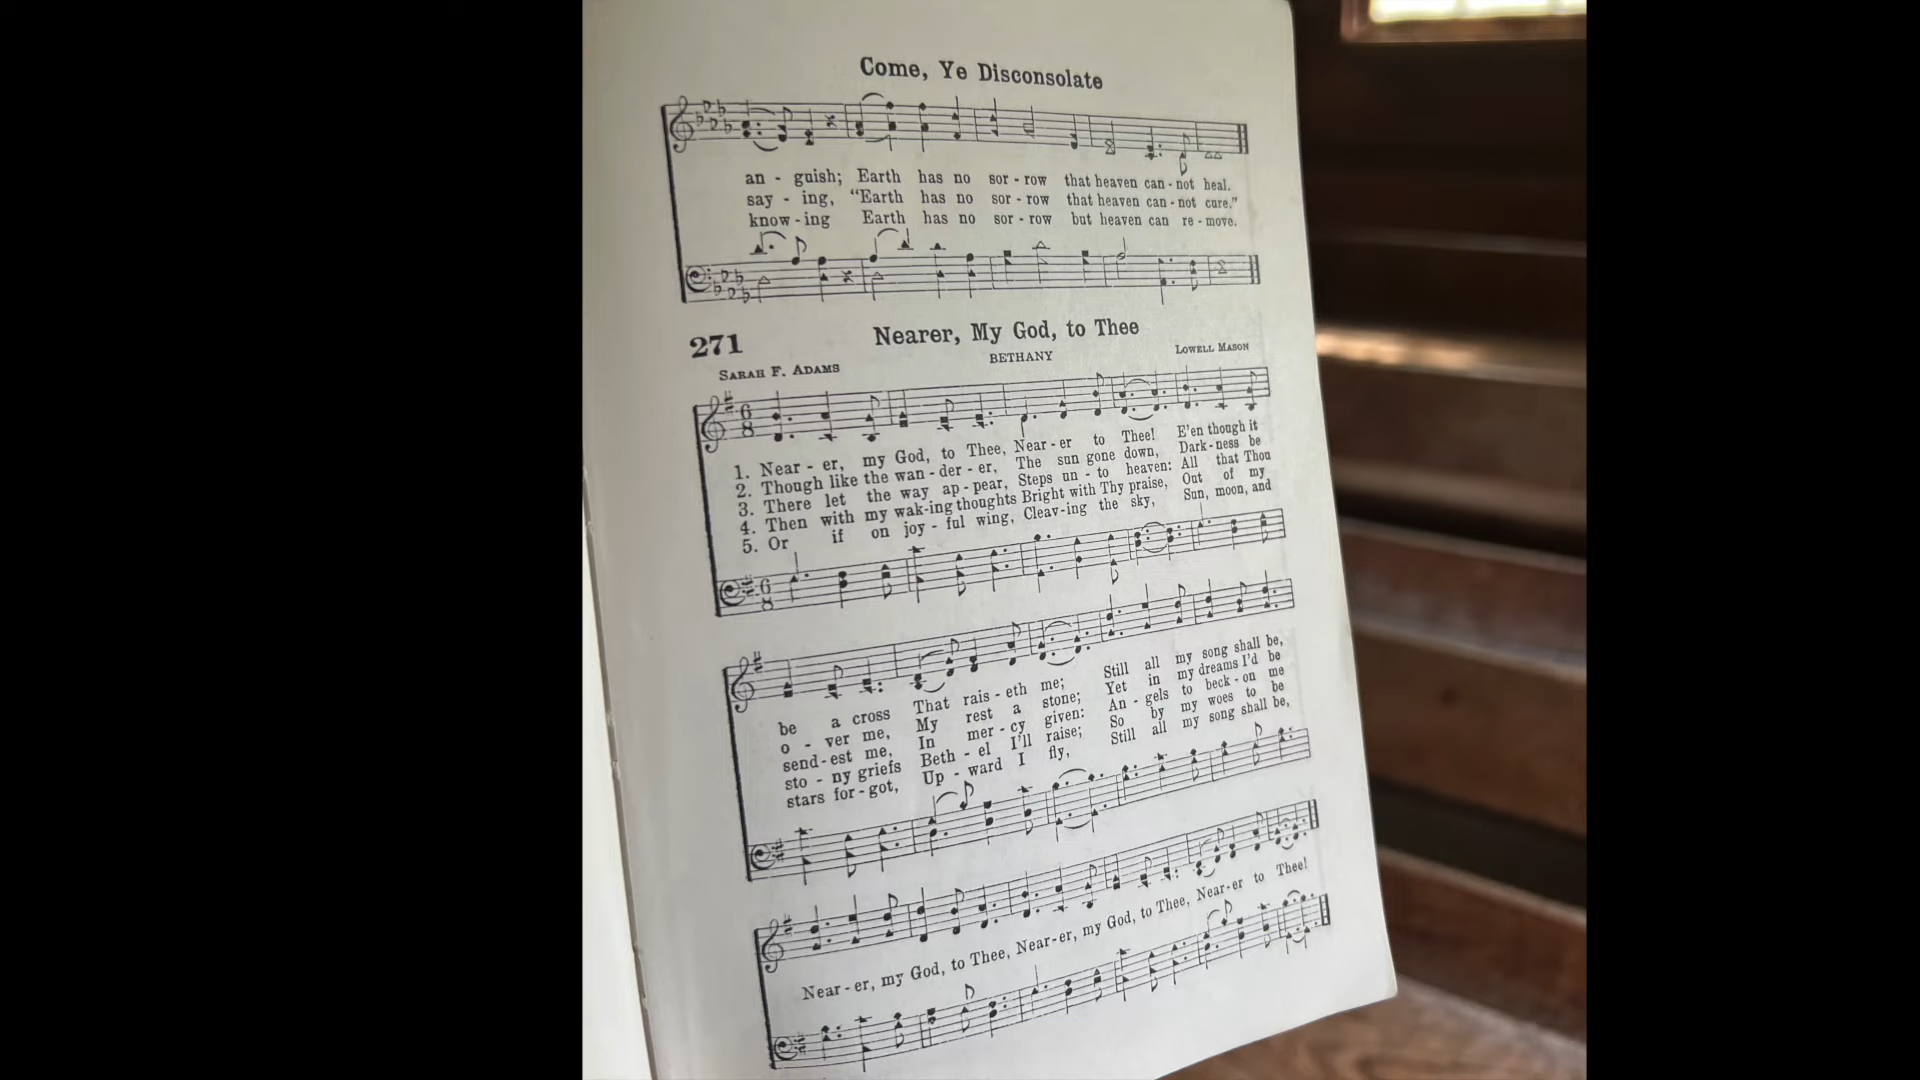 Come, Ye Disconsolate
an - guish; Earth has no sor - row that heaven can - not heal.
say - ing, “Earth has no sor - row that heaven can - not cure.”
know - ing Earth has no sor - row but heaven can re - move.
271 Nearer, My God, to Thee
SARAH F. ADAMS BETHANY LOWELL MASON
6
8
1. Near - er, my God, to Thee, Near - er to Thee! E'en though it
2. Though like the wan - der - er, The sun gone down, Dark - ness be
3. There let the way ap - pear, Steps un - to heaven: All that Thou
4. Then with my wak-ing thoughts Bright with Thy praise, Out of my
5. Or if on joy - ful wing, Cleav-ing the sky, Sun, moon, and
6
8
be a cross That rais - eth me; Still all my song shall be,
o - ver me, My rest a stone; Yet in my dreams I'd be
send-est me, In mer - cy given: An - gels to beck - on me
sto - ny griefs Beth - el I'll raise; So by my woes to be
stars for - got, Up - ward I fly, Still all my song shall be,
Near - er, my God, to Thee, Near-er, my God, to Thee, Near-er to Thee!